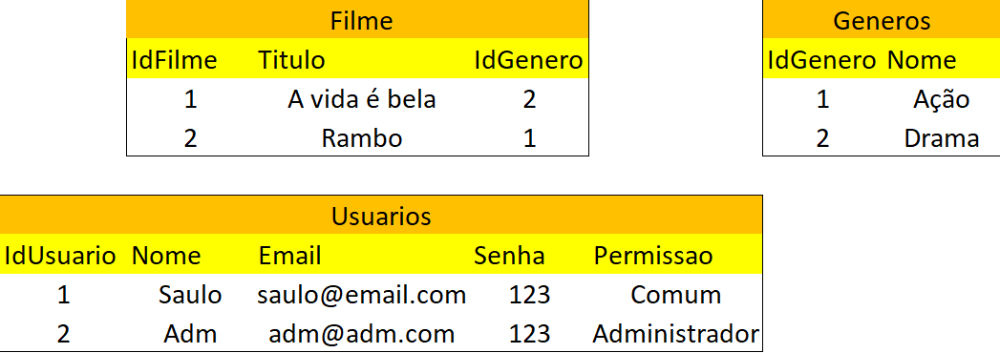 Filme Generos
IdFilme Titulo IdGenero IdGenero Nome
1 A vida é bela 2 1 Ação
2 Rambo 1 2 Drama
Usuarios
IdUsuario Nome Email Senha Permissao
1 Saulo saulo@email.com 123 Comum
2 Adm adm@adm.com 123 Administrador